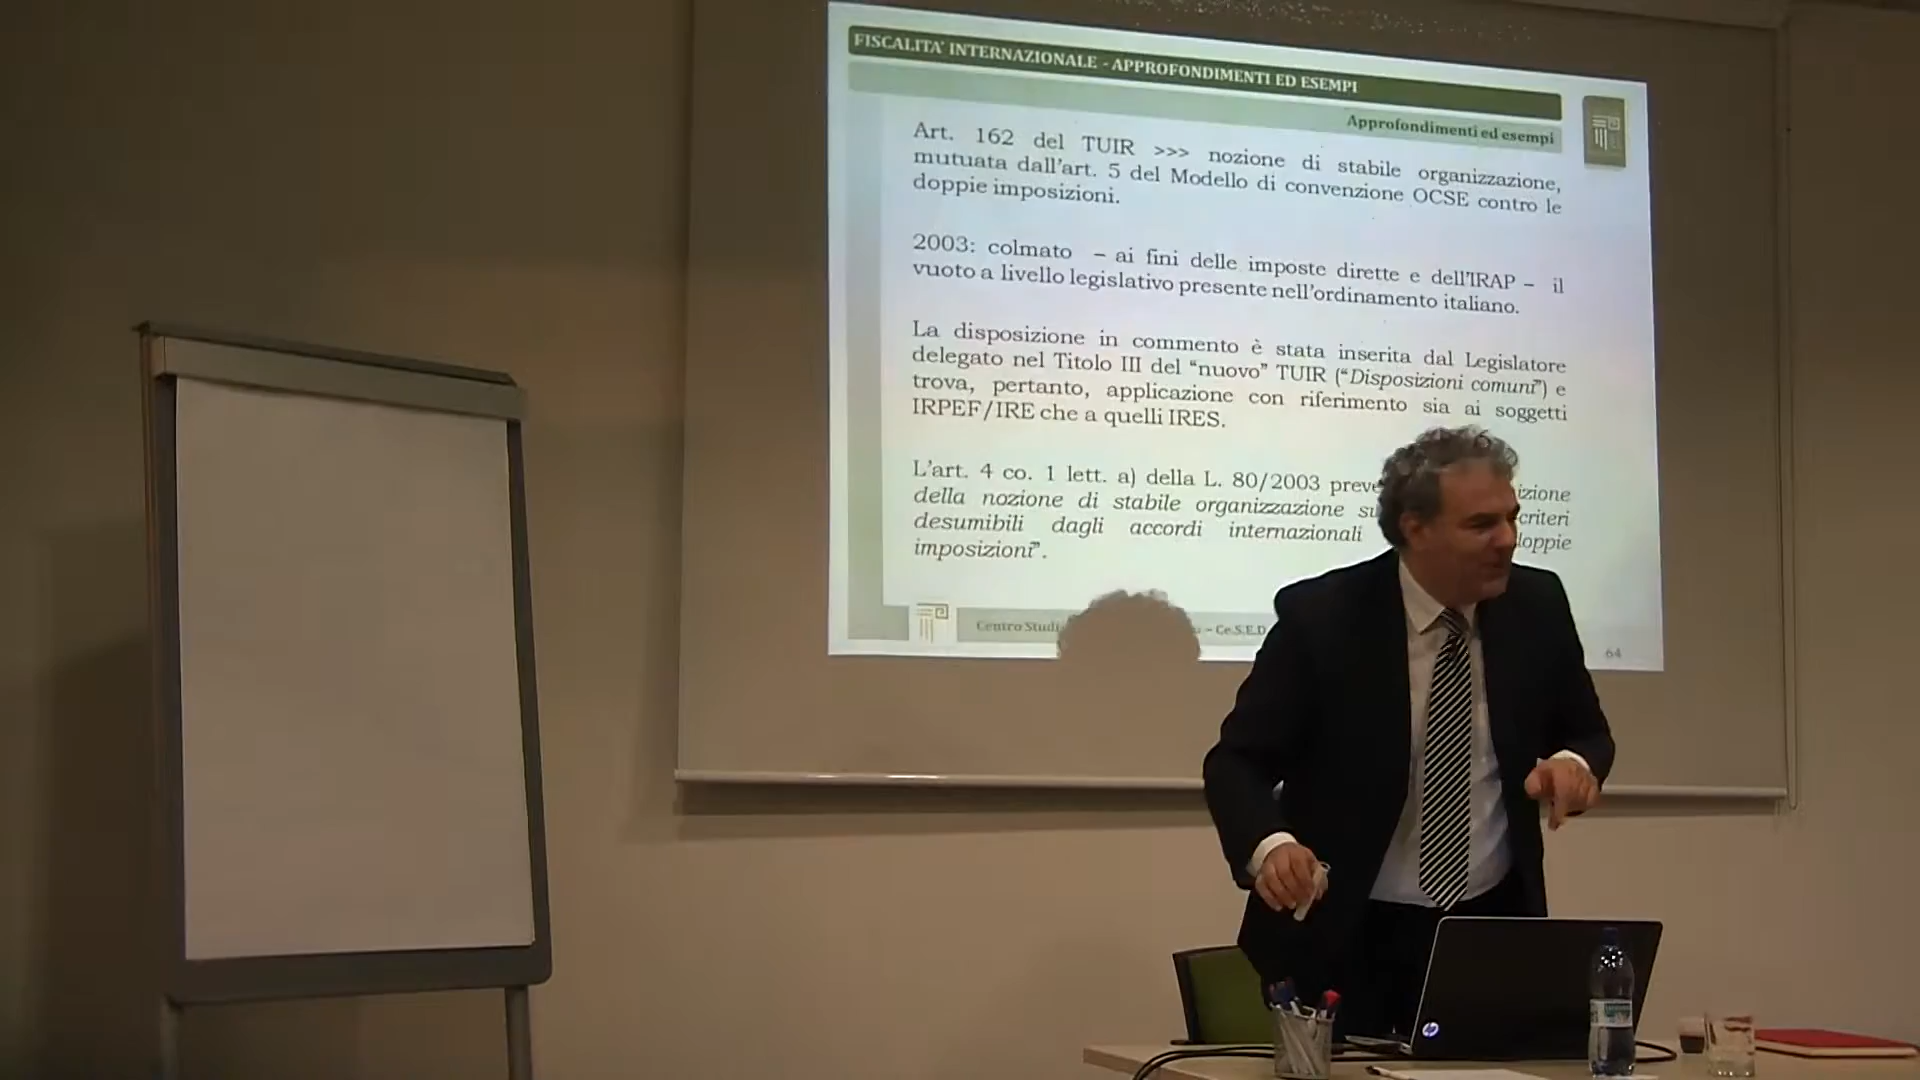 FISCALITA' INTERNAZIONALE - APPROFONDIMENTI ED ESEMPI
Approfondimenti ed esempi
Art. 162 del TUIR >>> nozione di stabile organizzazione,
mutuata dall'art. 5 del Modello di convenzione OCSE contro le
doppie imposizioni.
2003: colmato – ai fini delle imposte dirette e dell'IRAP – il
vuoto a livello legislativo presente nell'ordinamento italiano.
La disposizione in commento è stata inserita dal Legislatore
delegato nel Titolo III del "nuovo" TUIR ("Disposizioni comuni") e
trova, pertanto, applicazione con riferimento sia ai soggetti
IRPEF/IRE che a quelli IRES.
L'art. 4 co. 1 lett. a) della L. 80/2003
della nozione di stabile organizzazione criteri
desumibili dagli accordi internazionali doppie
imposizioni".
Centro Studi – Ce.S.E.D.
64
hp